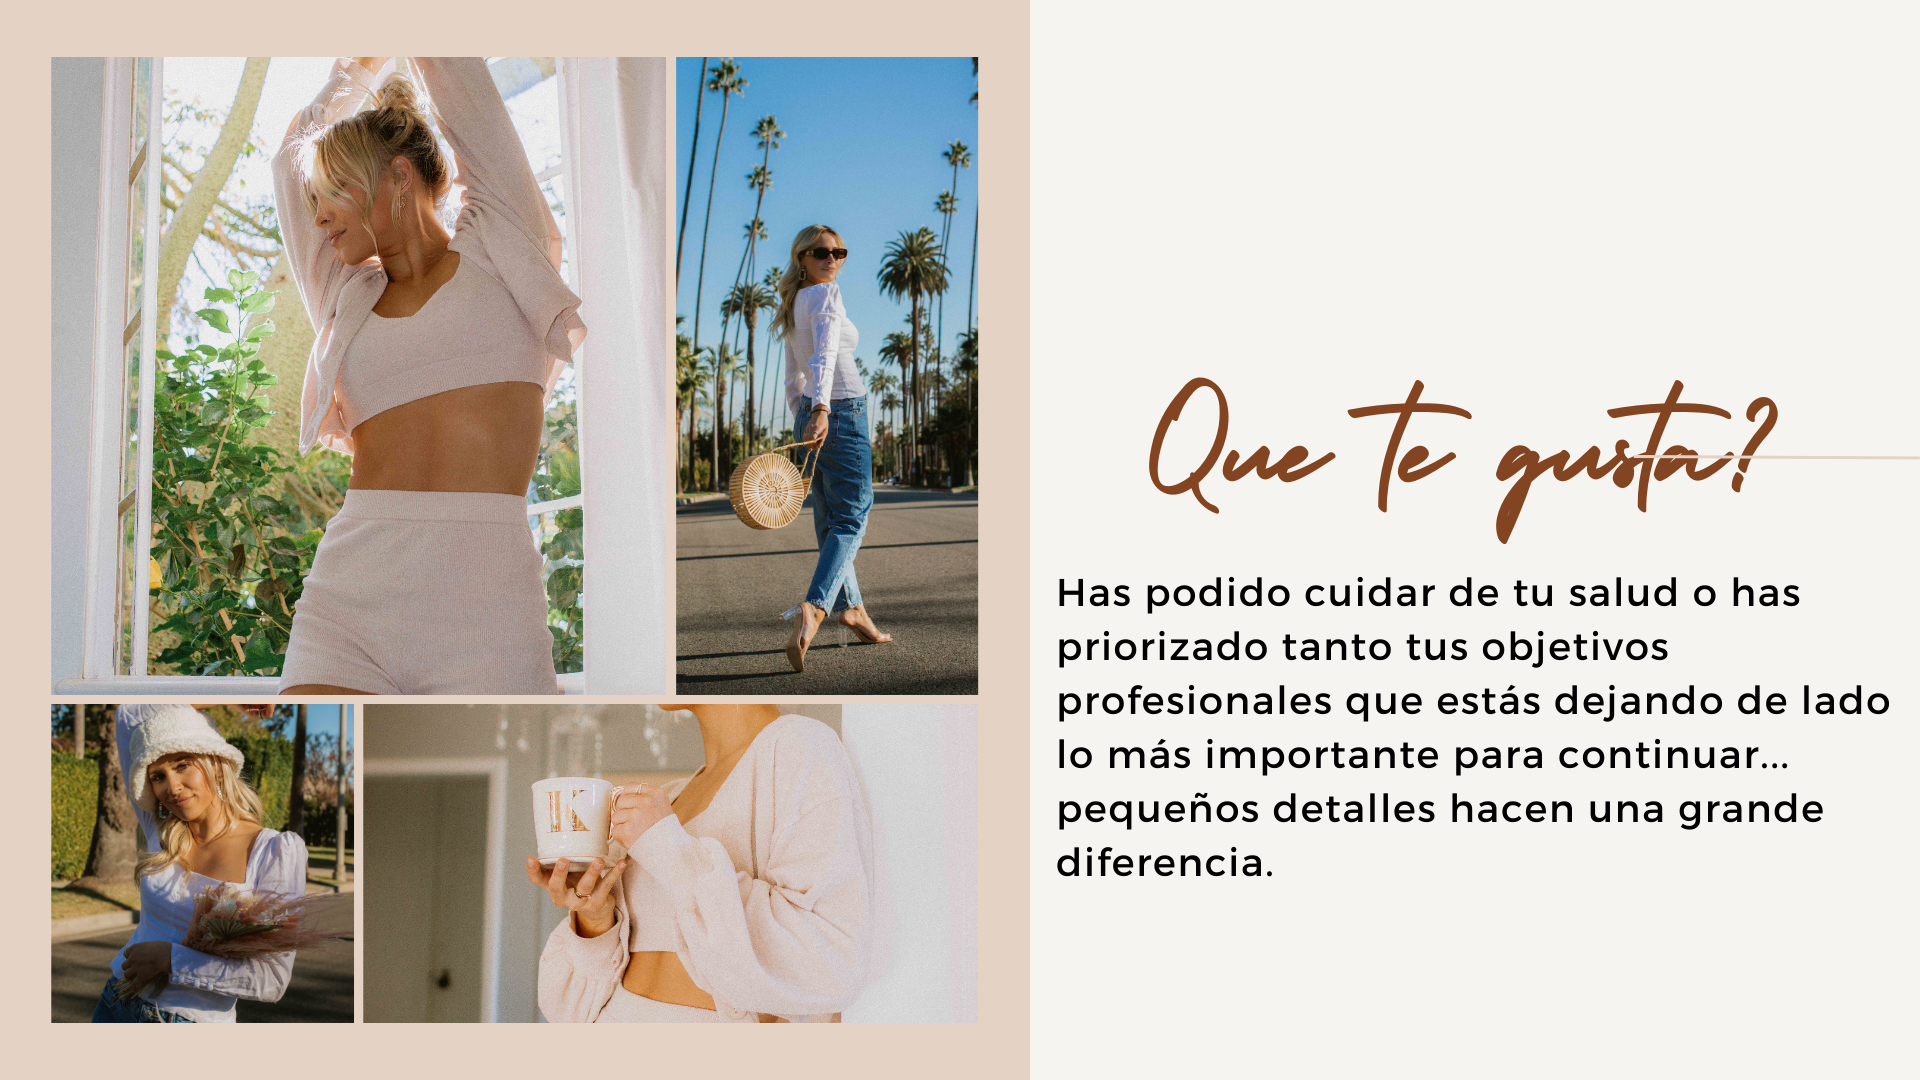 Que te gusta?
Has podido cuidar de tu salud o has
priorizado tanto tus objetivos
profesionales que estás dejando de lado
lo más importante para continuar...
pequeños detalles hacen una grande
diferencia.
K